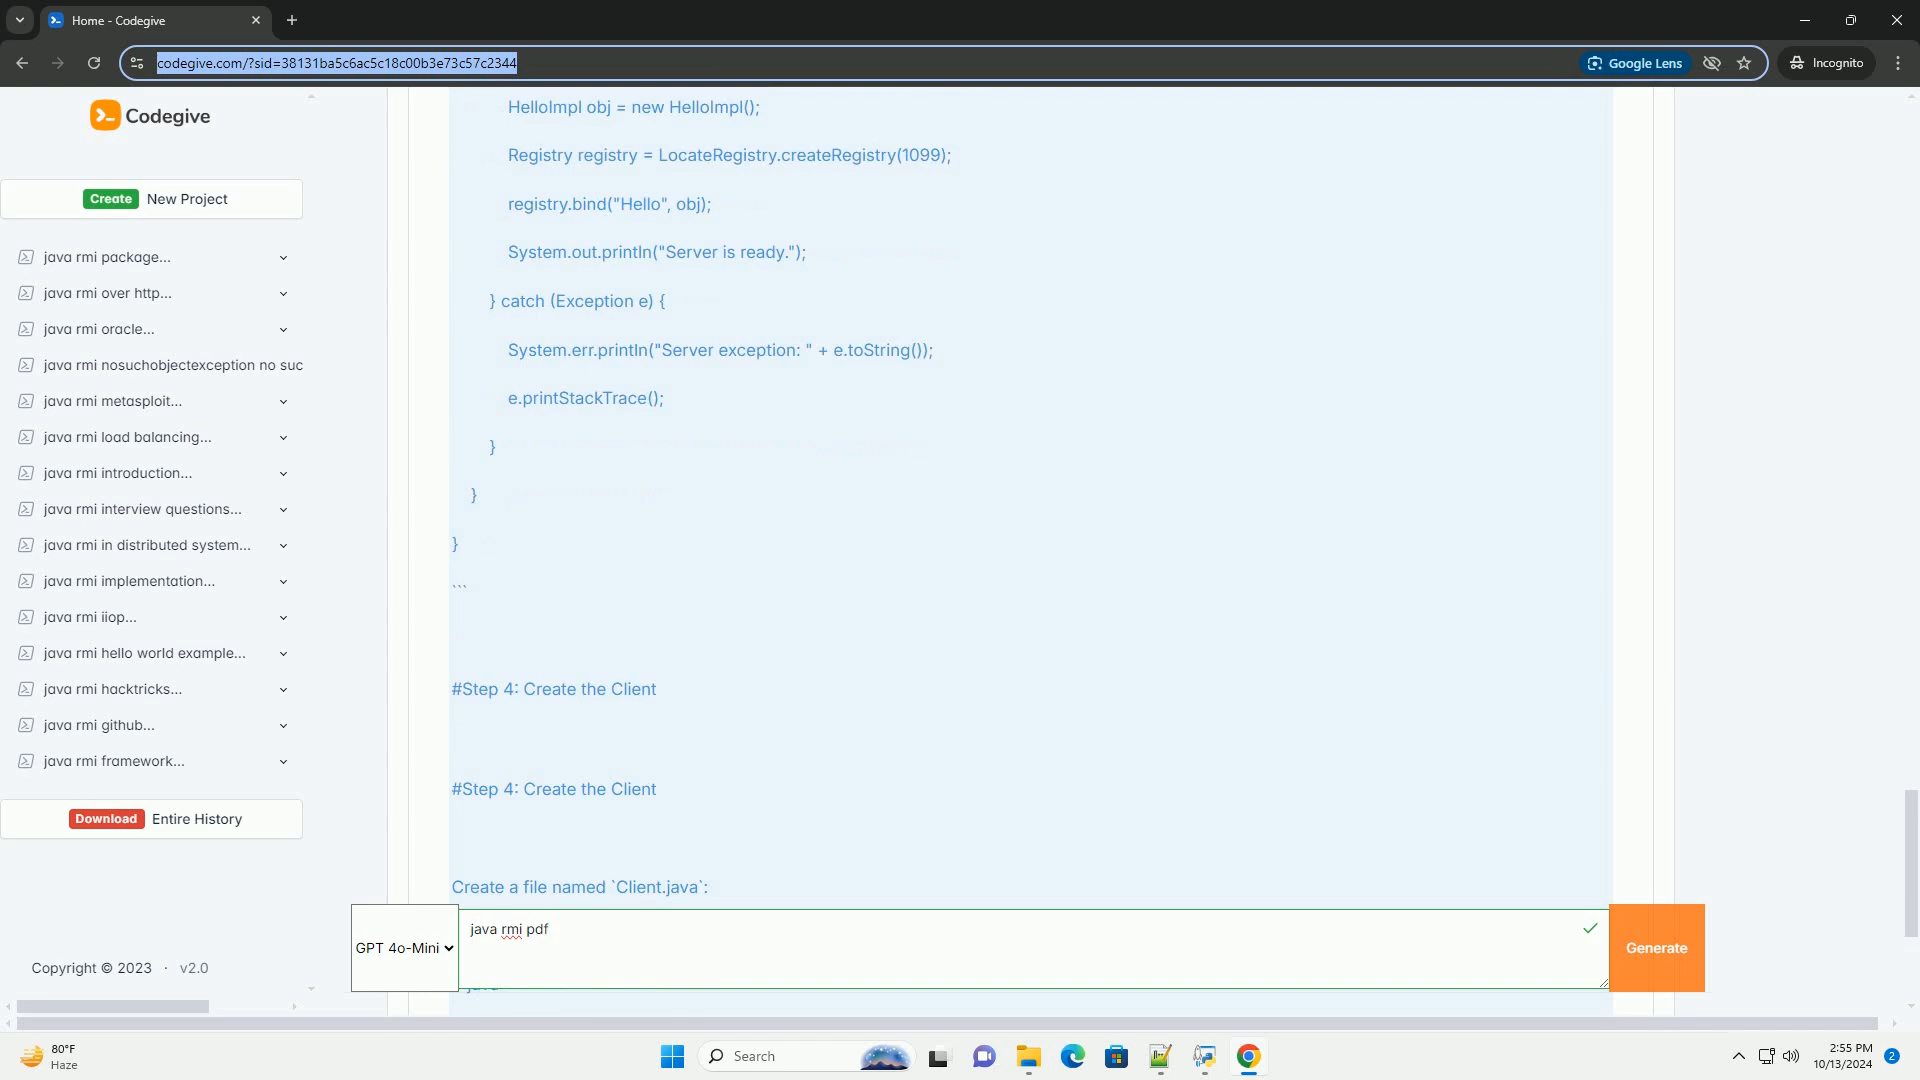 Home - Codegive
codegive.com/?sid=38131ba5c6ac5c18c00b3e73c57c2344
Google Lens
Incognito
Codegive
Create New Project
java rmi package...
java rmi over http...
java rmi oracle...
java rmi nosuchobjectexception no suc
java rmi metasploit...
java rmi load balancing...
java rmi introduction...
java rmi interview questions...
java rmi in distributed system...
java rmi implementation...
java rmi iiop...
java rmi hello world example...
java rmi hacktricks...
java rmi github...
java rmi framework...
Download Entire History
Copyright © 2023 · v2.0
HelloImpl obj = new HelloImpl();
Registry registry = LocateRegistry.createRegistry(1099);
registry.bind("Hello", obj);
System.out.println("Server is ready.");
} catch (Exception e) {
System.err.println("Server exception: " + e.toString());
e.printStackTrace();
}
}
}
```
#Step 4: Create the Client
#Step 4: Create the Client
Create a file named `Client.java`:
GPT 4o-Mini
java rmi pdf
Generate
80°F
Haze
Search
2:55 PM
10/13/2024
2